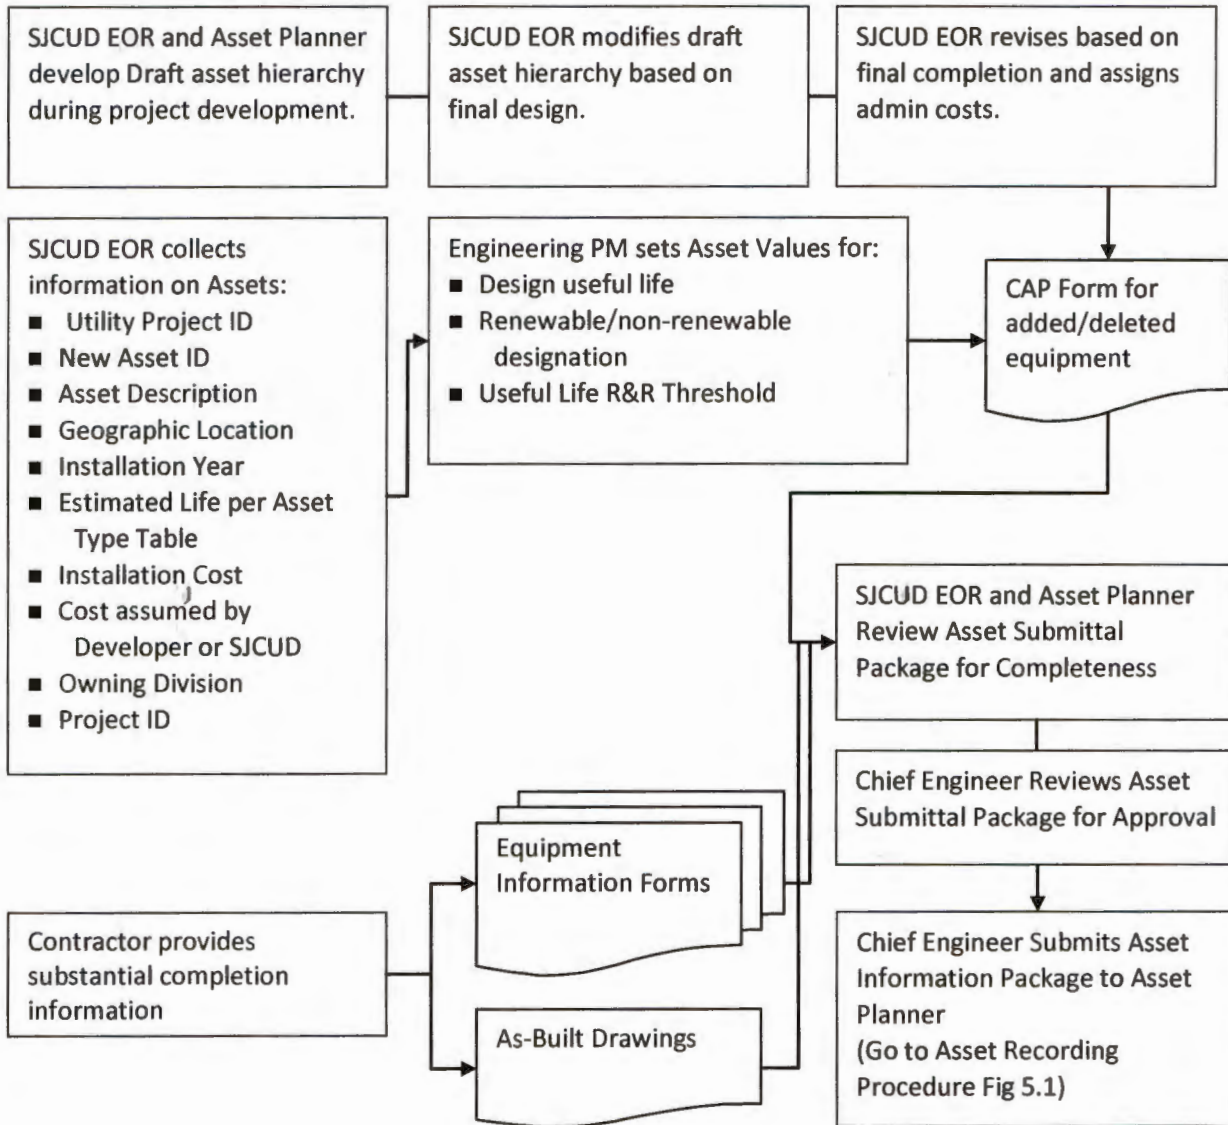 SJCUD EOR and Asset Planner
develop Draft asset hierarchy
during project development.
SJCUD EOR modifies draft
asset hierarchy based on
final design.
SJCUD EOR revises based on
final completion and assigns
admin costs.
SJCUD EOR collects
information on Assets:
■ Utility Project ID
■ New Asset ID
■ Asset Description
■ Geographic Location
■ Installation Year
■ Estimated Life per Asset
Type Table
■ Installation Cost
■ Cost assumed by
Developer or SJCUD
■ Owning Division
■ Project ID
Engineering PM sets Asset Values for:
■ Design useful life
■ Renewable/non-renewable
designation
■ Useful Life R&R Threshold
CAP Form for
added/deleted
equipment
SJCUD EOR and Asset Planner
Review Asset Submittal
Package for Completeness
Chief Engineer Reviews Asset
Submittal Package for Approval
Equipment
Information Forms
Contractor provides
substantial completion
information
As-Built Drawings
Chief Engineer Submits Asset
Information Package to Asset
Planner
(Go to Asset Recording
Procedure Fig 5.1)